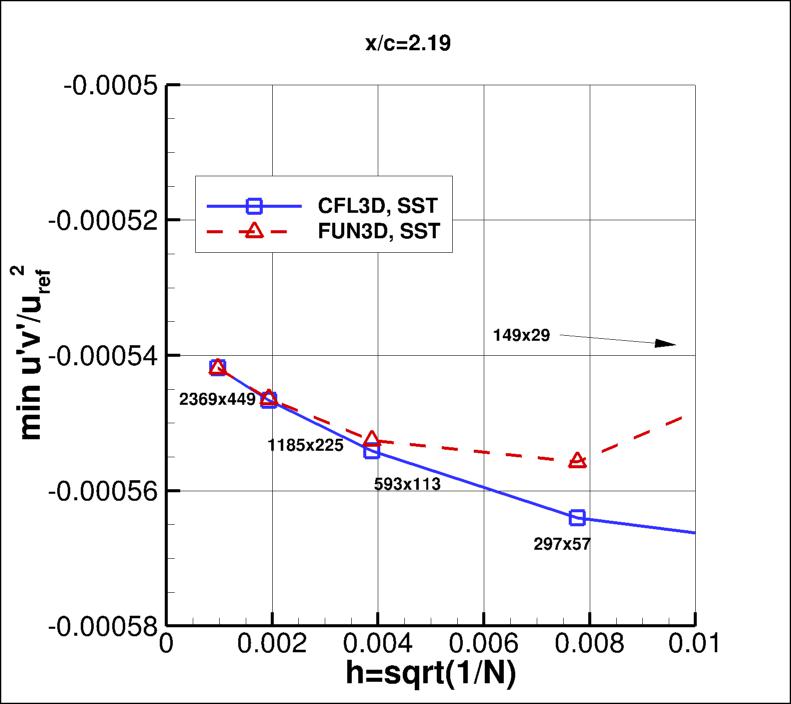 x/c=2.19
-0.0005
-0.00052
-0.00054
-0.00056
-0.00058
min u'v'/u_ref^2
CFL3D, SST
FUN3D, SST
149x29
2369x449
1185x225
593x113
297x57
0 0.002 0.004 0.006 0.008 0.01
h=sqrt(1/N)